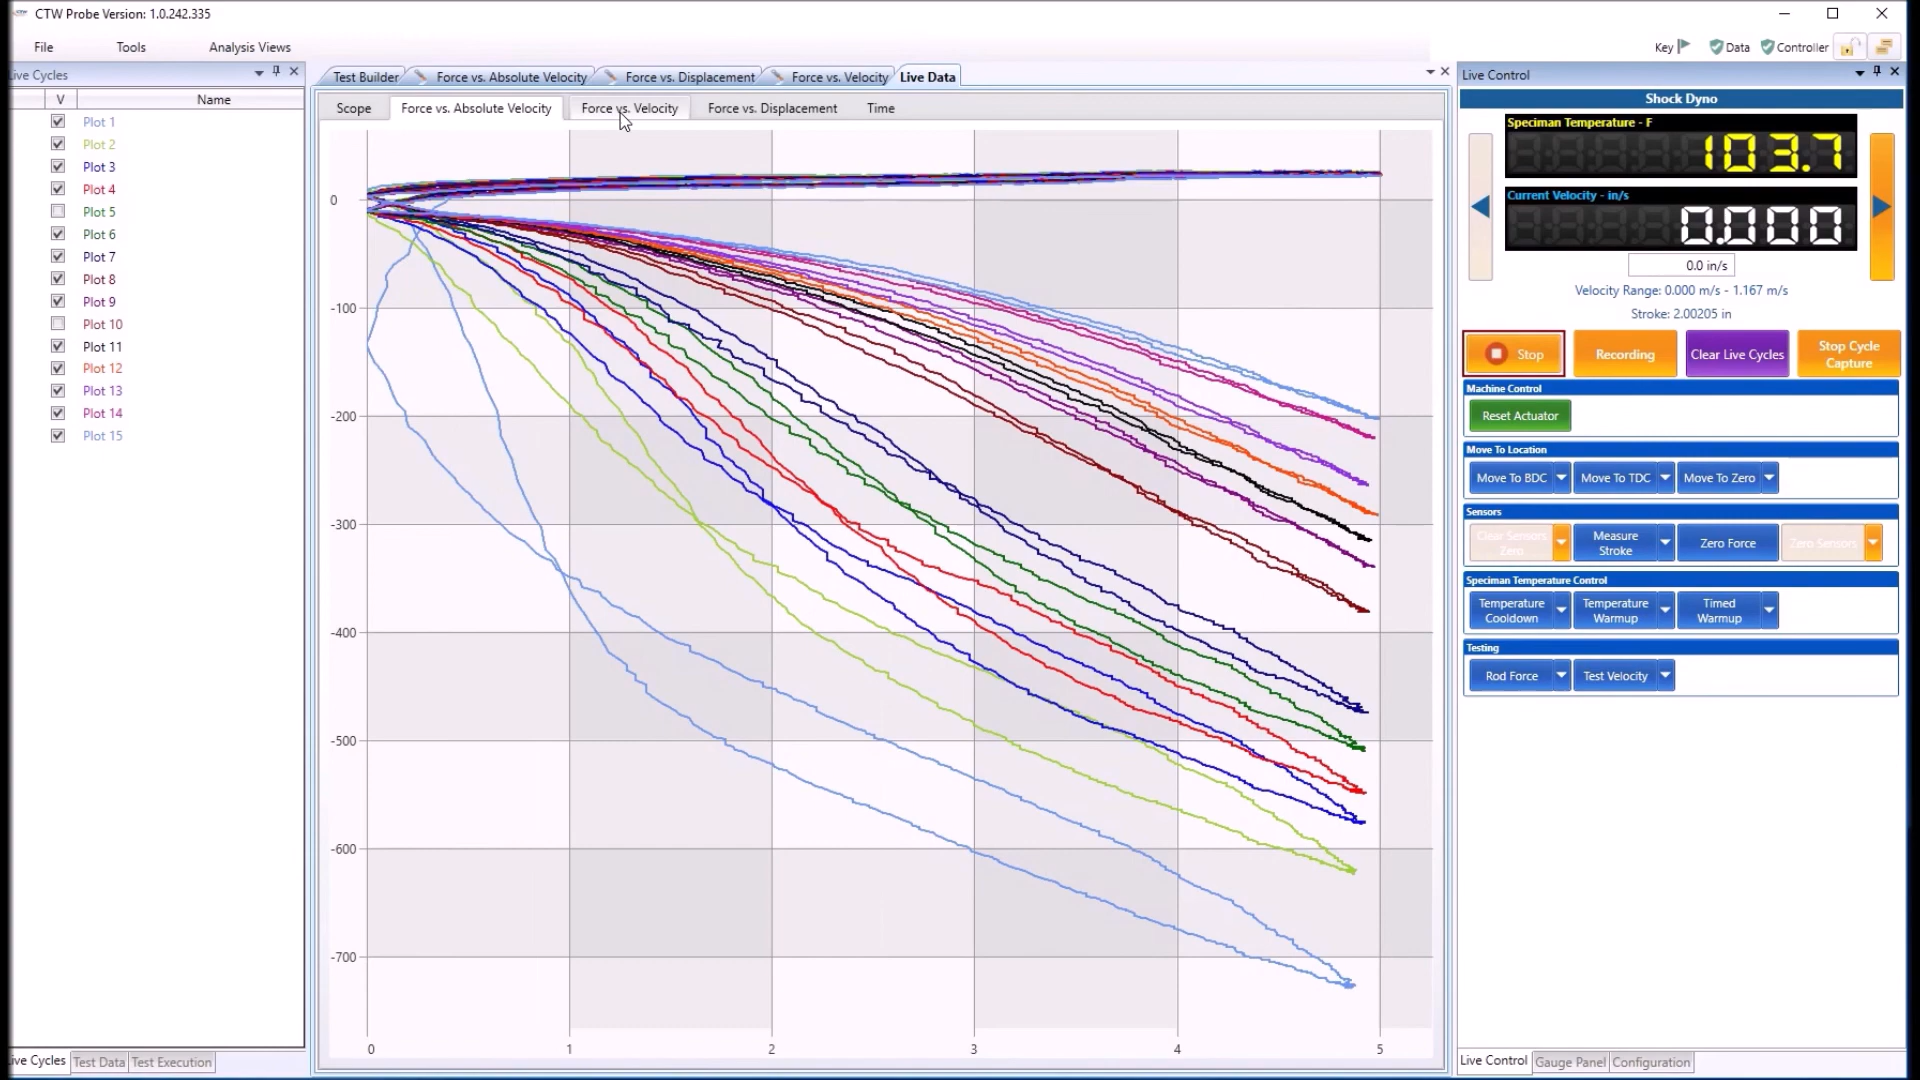 CTW Probe Version: 1.0.242.335
File Tools Analysis Views
Key Data Controller
Live Cycles
V Name
Plot 1
Plot 2
Plot 3
Plot 4
Plot 5
Plot 6
Plot 7
Plot 8
Plot 9
Plot 10
Plot 11
Plot 12
Plot 13
Plot 14
Plot 15
Live Cycles Test Data Test Execution
Test Builder Force vs. Absolute Velocity Force vs. Displacement Force vs. Velocity Live Data
Scope Force vs. Absolute Velocity Force vs. Velocity Force vs. Displacement Time
0
-100
-200
-300
-400
-500
-600
-700
0 1 2 3 4 5
Live Control
Shock Dyno
Speciman Temperature - F
103.7
Current Velocity - in/s
0.000
0.0 in/s
Velocity Range: 0.000 m/s - 1.167 m/s
Stroke: 2.00205 in
Stop Recording Clear Live Cycles Stop Cycle Capture
Machine Control
Reset Actuator
Move To Location
Move To BDC Move To TDC Move To Zero
Sensors
Clear Sensors Zero Measure Stroke Zero Force Zero Sensors
Speciman Temperature Control
Temperature Cooldown Temperature Warmup Timed Warmup
Testing
Rod Force Test Velocity
Live Control Gauge Panel Configuration